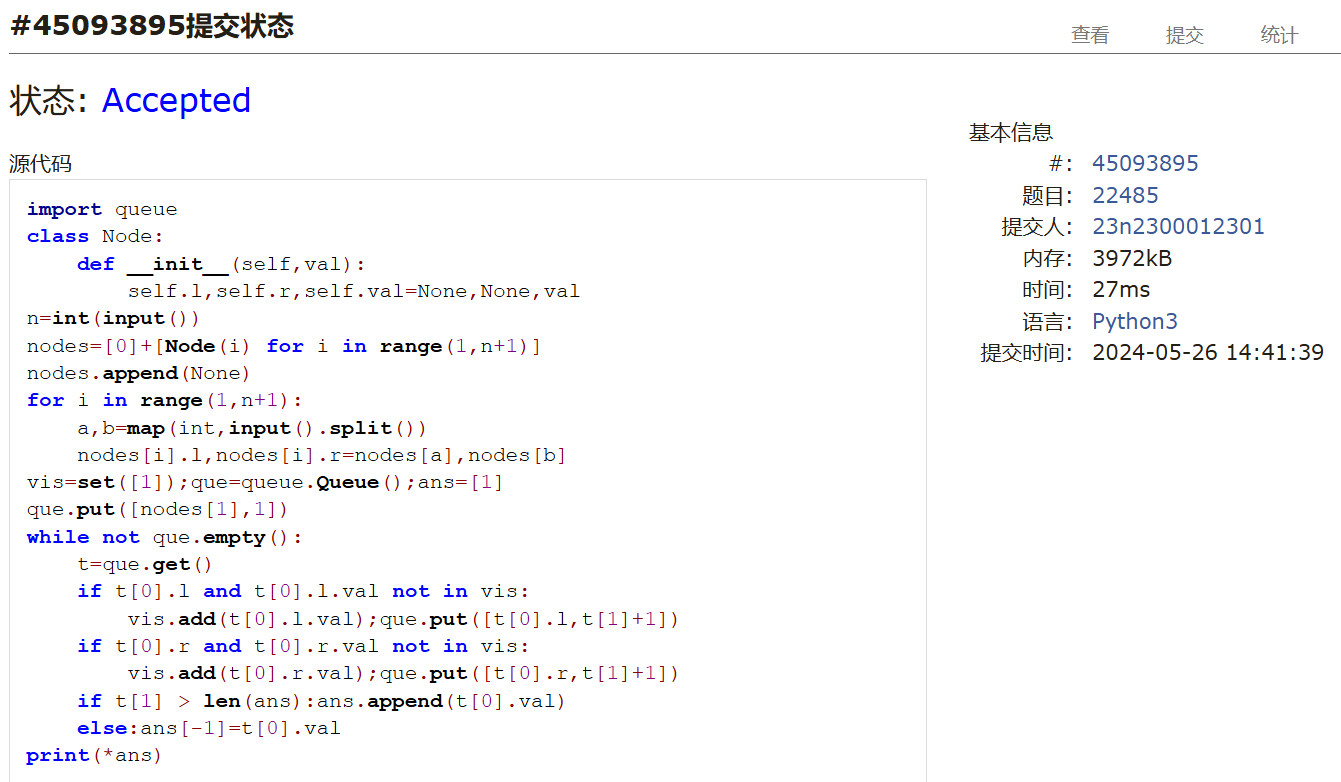 #45093895提交状态
查看 提交 统计
状态: Accepted
源代码
import queue
class Node:
    def __init__(self,val):
        self.l,self.r,self.val=None,None,val
n=int(input())
nodes=[0]+[Node(i) for i in range(1,n+1)]
nodes.append(None)
for i in range(1,n+1):
    a,b=map(int,input().split())
    nodes[i].l,nodes[i].r=nodes[a],nodes[b]
vis=set([1]);que=queue.Queue();ans=[1]
que.put([nodes[1],1])
while not que.empty():
    t=que.get()
    if t[0].l and t[0].l.val not in vis:
        vis.add(t[0].l.val);que.put([t[0].l,t[1]+1])
    if t[0].r and t[0].r.val not in vis:
        vis.add(t[0].r.val);que.put([t[0].r,t[1]+1])
    if t[1] > len(ans):ans.append(t[0].val)
    else:ans[-1]=t[0].val
print(*ans)
基本信息
#: 45093895
题目: 22485
提交人: 23n2300012301
内存: 3972kB
时间: 27ms
语言: Python3
提交时间: 2024-05-26 14:41:39